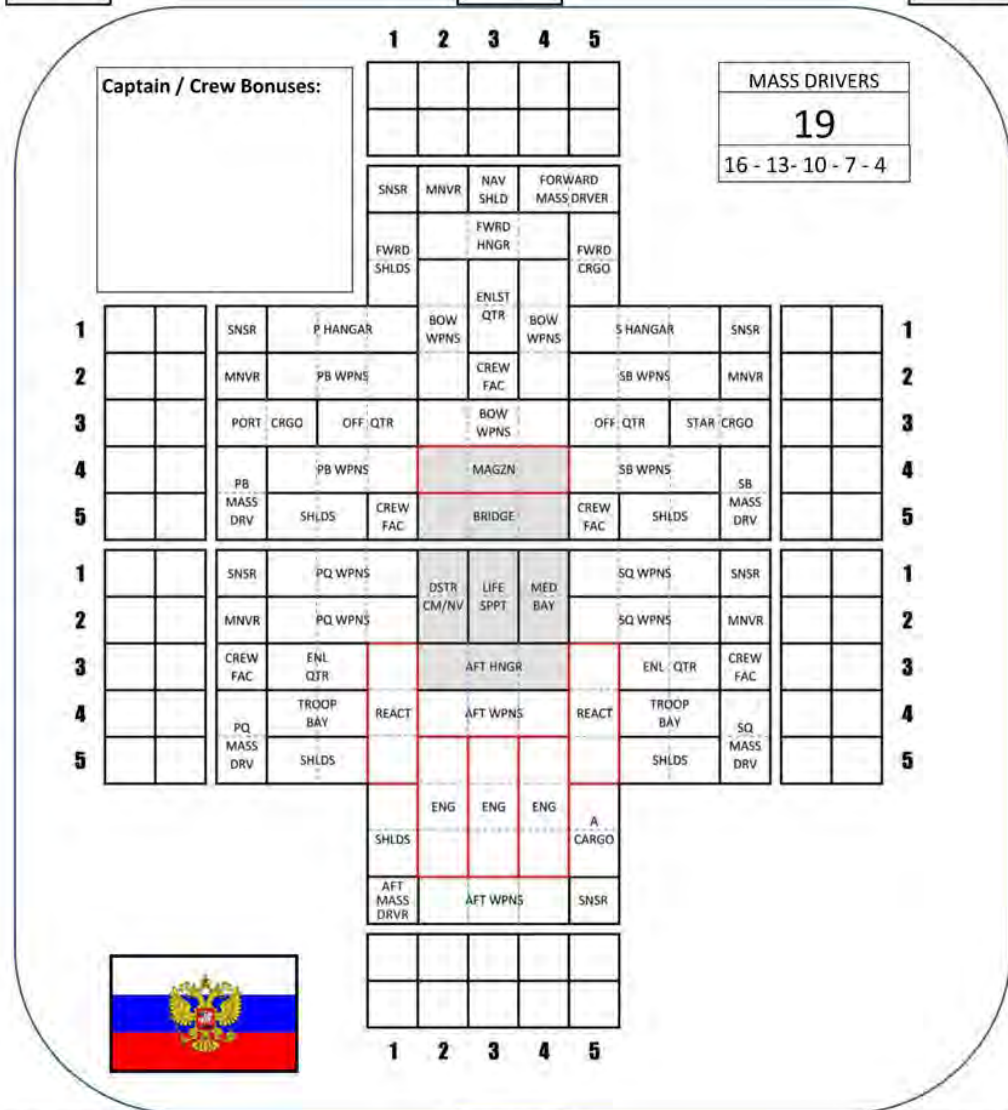 1 2 3 4 5
Captain / Crew Bonuses:
MASS DRIVERS
19
16 - 13- 10 - 7 - 4
SNSR
MNVR
NAV
SHLD
FORWARD
MASS DRVER
FWRD
SHLDS
FWRD
HNGR
FWRD
CRGO
ENLST
QTR
1
SNSR
P HANGAR
BOW
WPNS
BOW
WPNS
S HANGAR
SNSR
1
2
MNVR
PB WPNS
CREW
FAC
SB WPNS
MNVR
2
3
PORT CRGO
OFF QTR
BOW
WPNS
OFF QTR
STAR CRGO
3
4
PB
MASS
DRV
PB WPNS
MAGZN
SB WPNS
SB
MASS
DRV
4
5
SHLDS
CREW
FAC
BRIDGE
CREW
FAC
SHLDS
5
1
SNSR
PQ WPNS
DSTR
CM/NV
LIFE
SPPT
MED
BAY
SQ WPNS
SNSR
1
2
MNVR
PQ WPNS
SQ WPNS
MNVR
2
3
CREW
FAC
ENL
QTR
AFT HNGR
ENL QTR
CREW
FAC
3
4
PQ
MASS
DRV
TROOP
BAY
REACT
AFT WPNS
REACT
TROOP
BAY
SQ
MASS
DRV
4
5
SHLDS
SHLDS
5
ENG
ENG
ENG
SHLDS
A
CARGO
AFT
MASS
DRVR
AFT WPNS
SNSR
1 2 3 4 5